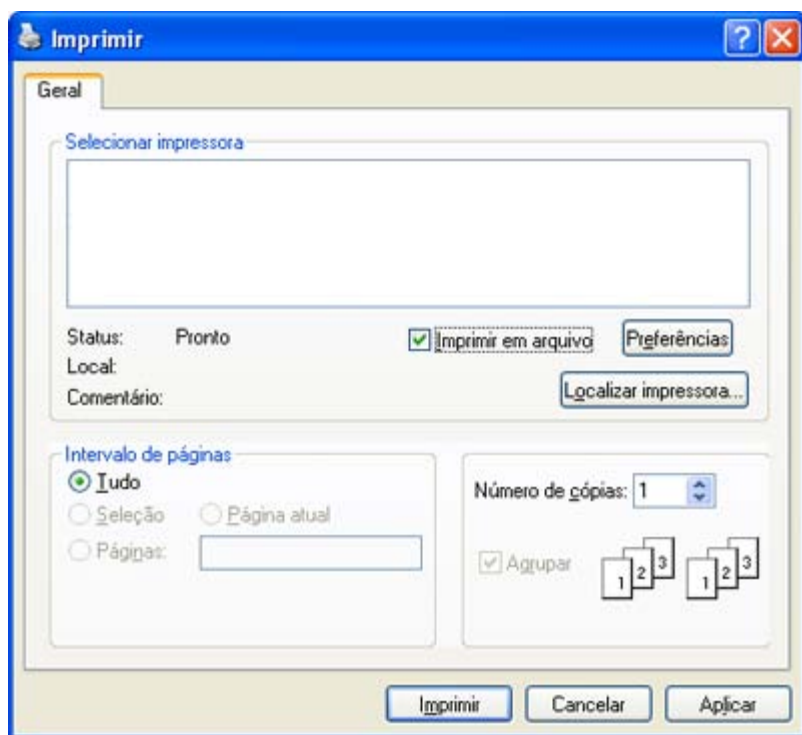 Imprimir
Geral
Selecionar impressora
Status: Pronto
Imprimir em arquivo
Preferências
Local:
Localizar impressora...
Comentário:
Intervalo de páginas
Tudo
Seleção
Página atual
Páginas:
Número de cópias: 1
Agrupar
1 2 3 1 2 3
Imprimir
Cancelar
Aplicar